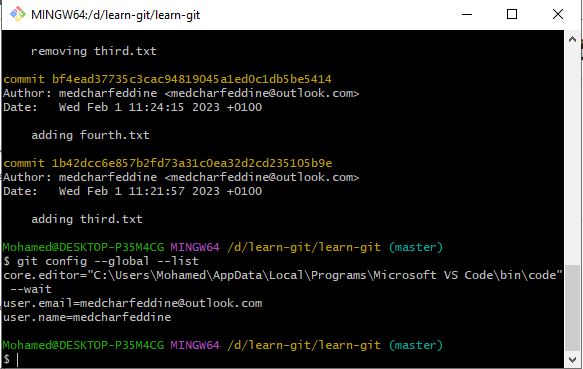 MINGW64:/d/learn-git/learn-git
removing third.txt
commit bf4ead37735c3cac94819045a1ed0c1db5be5414
Author: medcharfeddine <medcharfeddine@outlook.com>
Date:   Wed Feb 1 11:24:15 2023 +0100
adding fourth.txt
commit 1b42dcc6e857b2fd73a31c0ea32d2cd235105b9e
Author: medcharfeddine <medcharfeddine@outlook.com>
Date:   Wed Feb 1 11:21:57 2023 +0100
adding third.txt
Mohamed@DESKTOP-P35M4CG MINGW64 /d/learn-git/learn-git (master)
$ git config --global --list
core.editor="C:\Users\Mohamed\AppData\Local\Programs\Microsoft VS Code\bin\code"
--wait
user.email=medcharfeddine@outlook.com
user.name=medcharfeddine
Mohamed@DESKTOP-P35M4CG MINGW64 /d/learn-git/learn-git (master)
$